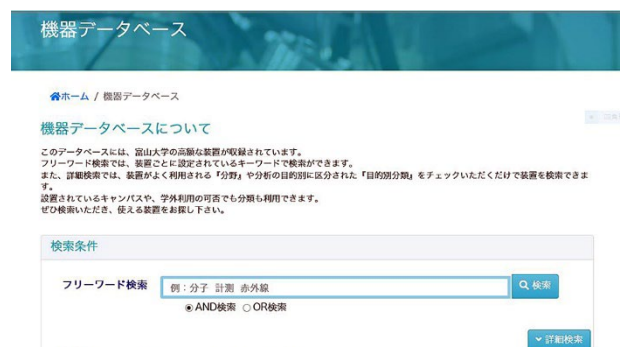 機器データベース
ホーム / 機器データベース
機器データベースについて
このデータベースには、富山大学の高額な装置が収録されています。
フリーワード検索では、装置ごとに設定されているキーワードで検索ができます。
また、詳細検索では、装置がよく利用される『分野』や分析の目的別に区分された『目的別分類』をチェックいただくだけで装置を検索できま
す。
設置されているキャンパスや、学外利用の可否でも分類も利用できます。
ぜひ検索いただき、使える装置をお探し下さい。
検索条件
フリーワード検索
例：分子 計測 赤外線
検索
AND検索 OR検索
詳細検索